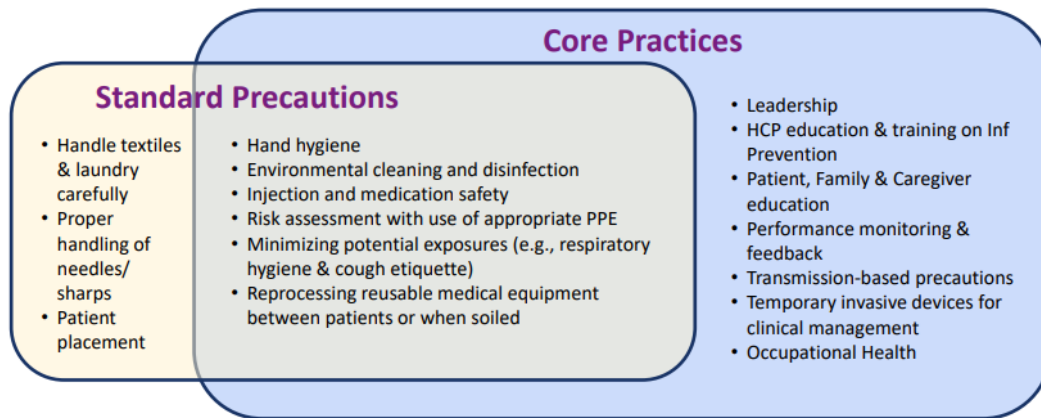 Core Practices
Standard Precautions
• Handle textiles
& laundry
carefully
• Proper
handling of
needles/
sharps
• Patient
placement
• Hand hygiene
• Environmental cleaning and disinfection
• Injection and medication safety
• Risk assessment with use of appropriate PPE
• Minimizing potential exposures (e.g., respiratory
hygiene & cough etiquette)
• Reprocessing reusable medical equipment
between patients or when soiled
• Leadership
• HCP education & training on Inf
Prevention
• Patient, Family & Caregiver
education
• Performance monitoring &
feedback
• Transmission-based precautions
• Temporary invasive devices for
clinical management
• Occupational Health